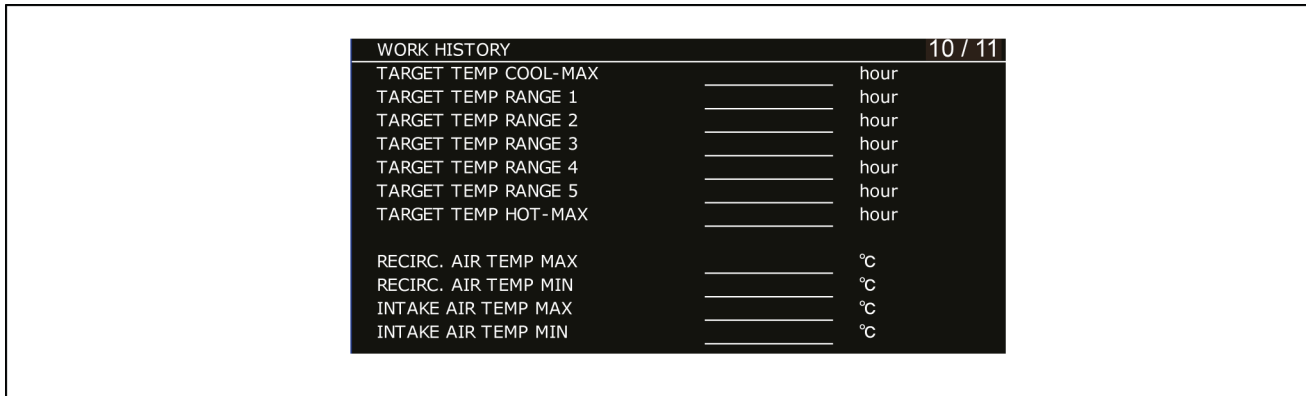 WORK HISTORY 10 / 11
TARGET TEMP COOL-MAX hour
TARGET TEMP RANGE 1 hour
TARGET TEMP RANGE 2 hour
TARGET TEMP RANGE 3 hour
TARGET TEMP RANGE 4 hour
TARGET TEMP RANGE 5 hour
TARGET TEMP HOT-MAX hour
RECIRC. AIR TEMP MAX °C
RECIRC. AIR TEMP MIN °C
INTAKE AIR TEMP MAX °C
INTAKE AIR TEMP MIN °C